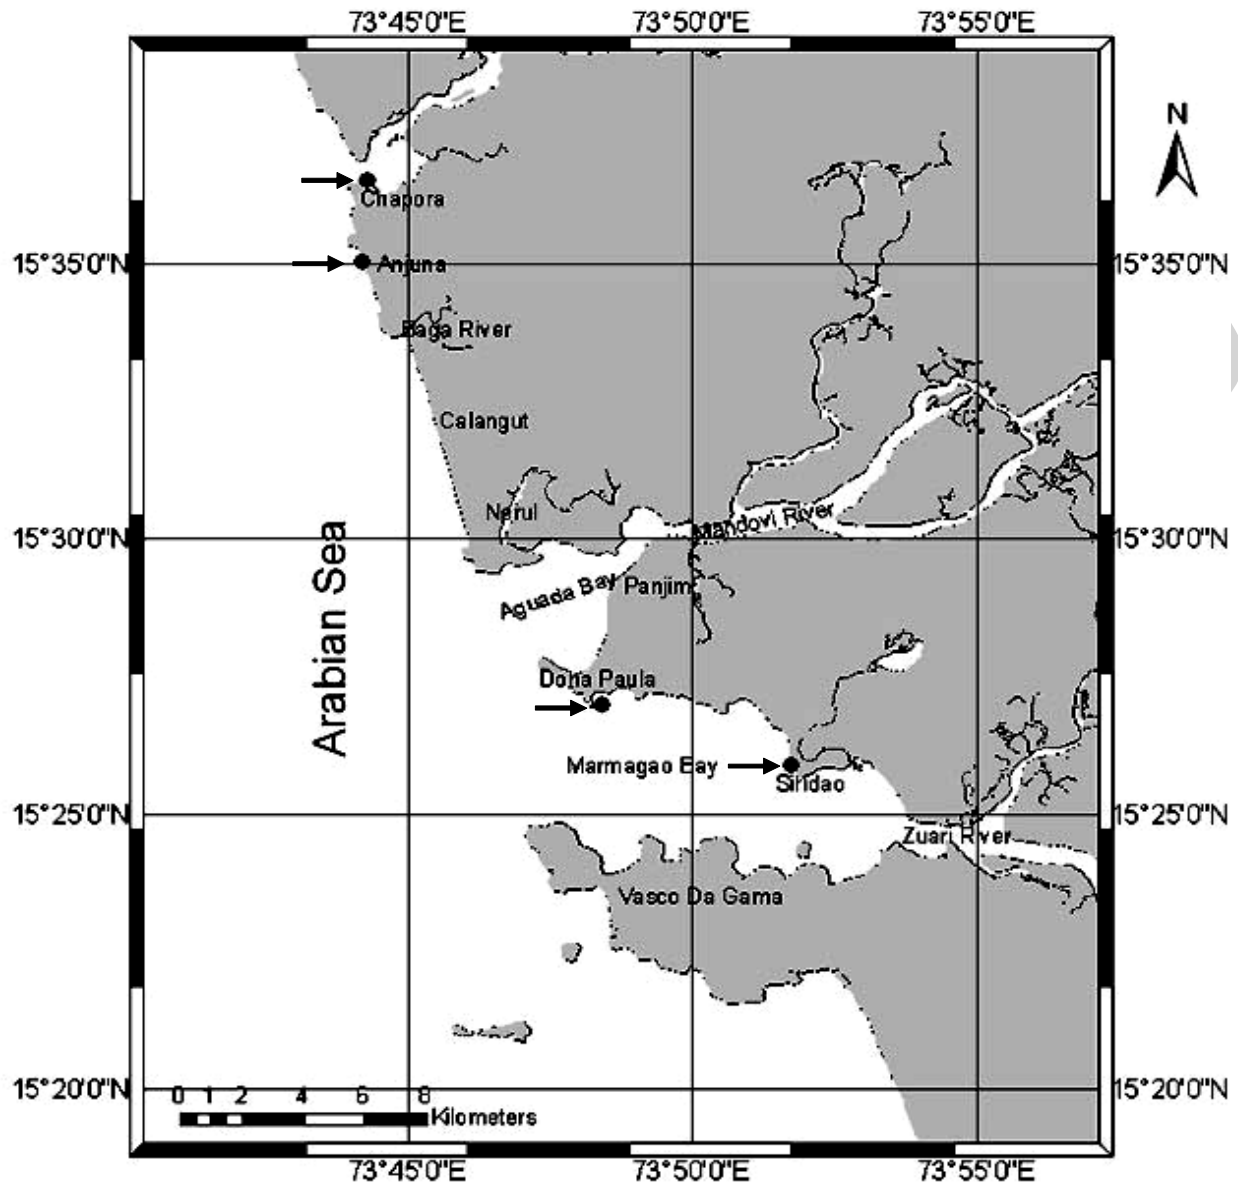 73°45'0"E 73°50'0"E 73°55'0"E
N
Chapora
15°35'0"N Anjuna 15°35'0"N
Baga River
Calangut
Nerul
Mandovi River
15°30'0"N 15°30'0"N
Arabian Sea
Aguada Bay Panjim
Dona Paula
Marmagao Bay
Siridao
15°25'0"N 15°25'0"N
Zuari River
Vasco Da Gama
15°20'0"N 15°20'0"N
0 1 2 4 6 8
Kilometers
73°45'0"E 73°50'0"E 73°55'0"E